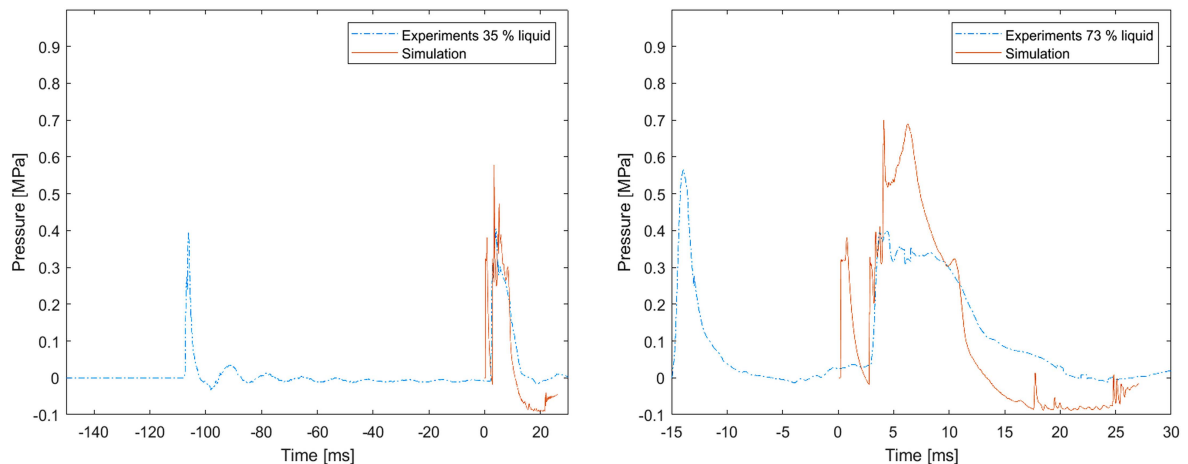 Experiments 35 % liquid
Simulation
0.9
0.8
0.7
0.6
0.5
0.4
0.3
0.2
0.1
0
-0.1
Pressure [MPa]
-140 -120 -100 -80 -60 -40 -20 0 20
Time [ms]
Experiments 73 % liquid
Simulation
0.9
0.8
0.7
0.6
0.5
0.4
0.3
0.2
0.1
0
-0.1
Pressure [MPa]
-15 -10 -5 0 5 10 15 20 25 30
Time [ms]